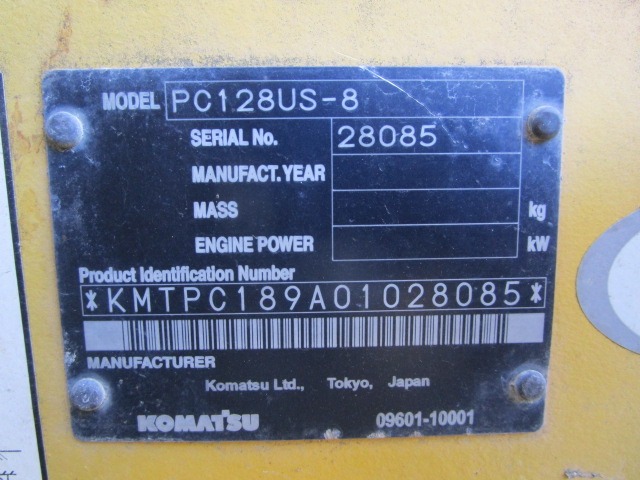 MODEL PC128US-8
SERIAL No. 28085
MANUFACT.YEAR
MASS kg
ENGINE POWER kW
Product Identification Number
*KMTPC189A01028085*
MANUFACTURER
Komatsu Ltd., Tokyo, Japan
KOMATSU 09601-10001